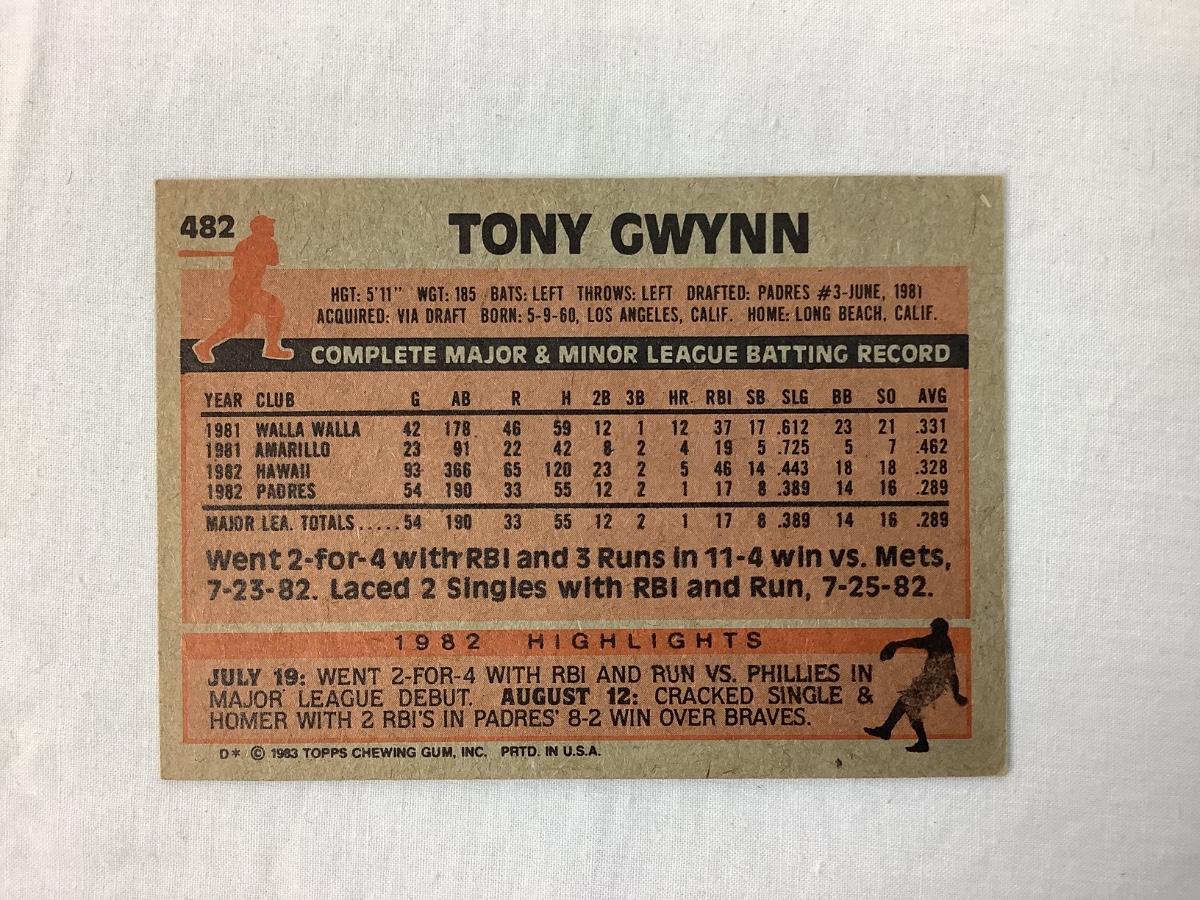 482
TONY GWYNN
HGT: 5'11" WGT: 185 BATS: LEFT THROWS: LEFT DRAFTED: PADRES #3-JUNE, 1981
ACQUIRED: VIA DRAFT BORN: 5-9-60, LOS ANGELES, CALIF. HOME: LONG BEACH, CALIF.
COMPLETE MAJOR & MINOR LEAGUE BATTING RECORD
YEAR CLUB G AB R H 2B 3B HR RBI SB SLG BB SO AVG
1981 WALLA WALLA 42 178 46 59 12 1 12 37 17 .612 23 21 .331
1981 AMARILLO 23 91 22 42 8 2 4 19 5 .725 5 7 .462
1982 HAWAII 93 366 65 120 23 2 5 46 14 .443 18 18 .328
1982 PADRES 54 190 33 55 12 2 1 17 8 .389 14 16 .289
MAJOR LEA. TOTALS.....54 190 33 55 12 2 1 17 8 .389 14 16 .289
Went 2-for-4 with RBI and 3 Runs in 11-4 win vs. Mets,
7-23-82. Laced 2 Singles with RBI and Run, 7-25-82.
1982 HIGHLIGHTS
JULY 19: WENT 2-FOR-4 WITH RBI AND RUN VS. PHILLIES IN
MAJOR LEAGUE DEBUT. AUGUST 12: CRACKED SINGLE &
HOMER WITH 2 RBI'S IN PADRES' 8-2 WIN OVER BRAVES.
D* © 1983 TOPPS CHEWING GUM, INC. PRTD. IN U.S.A.